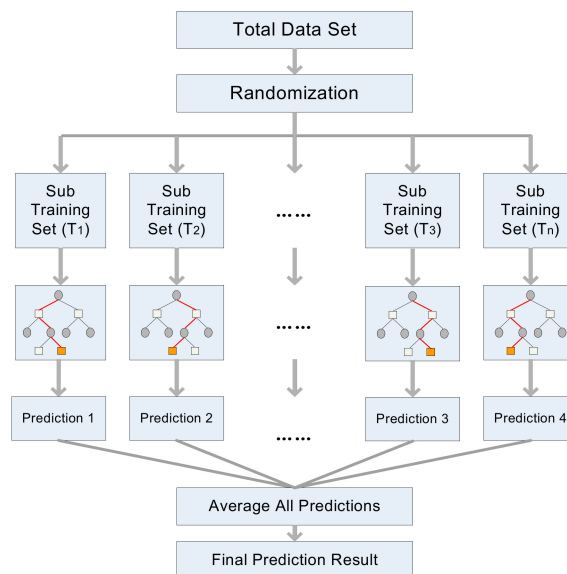 Total Data Set
Randomization
Sub
Training
Set (T1)
Sub
Training
Set (T2)
……
Sub
Training
Set (T3)
Sub
Training
Set (Tn)
……
Prediction 1
Prediction 2
……
Prediction 3
Prediction 4
Average All Predictions
Final Prediction Result